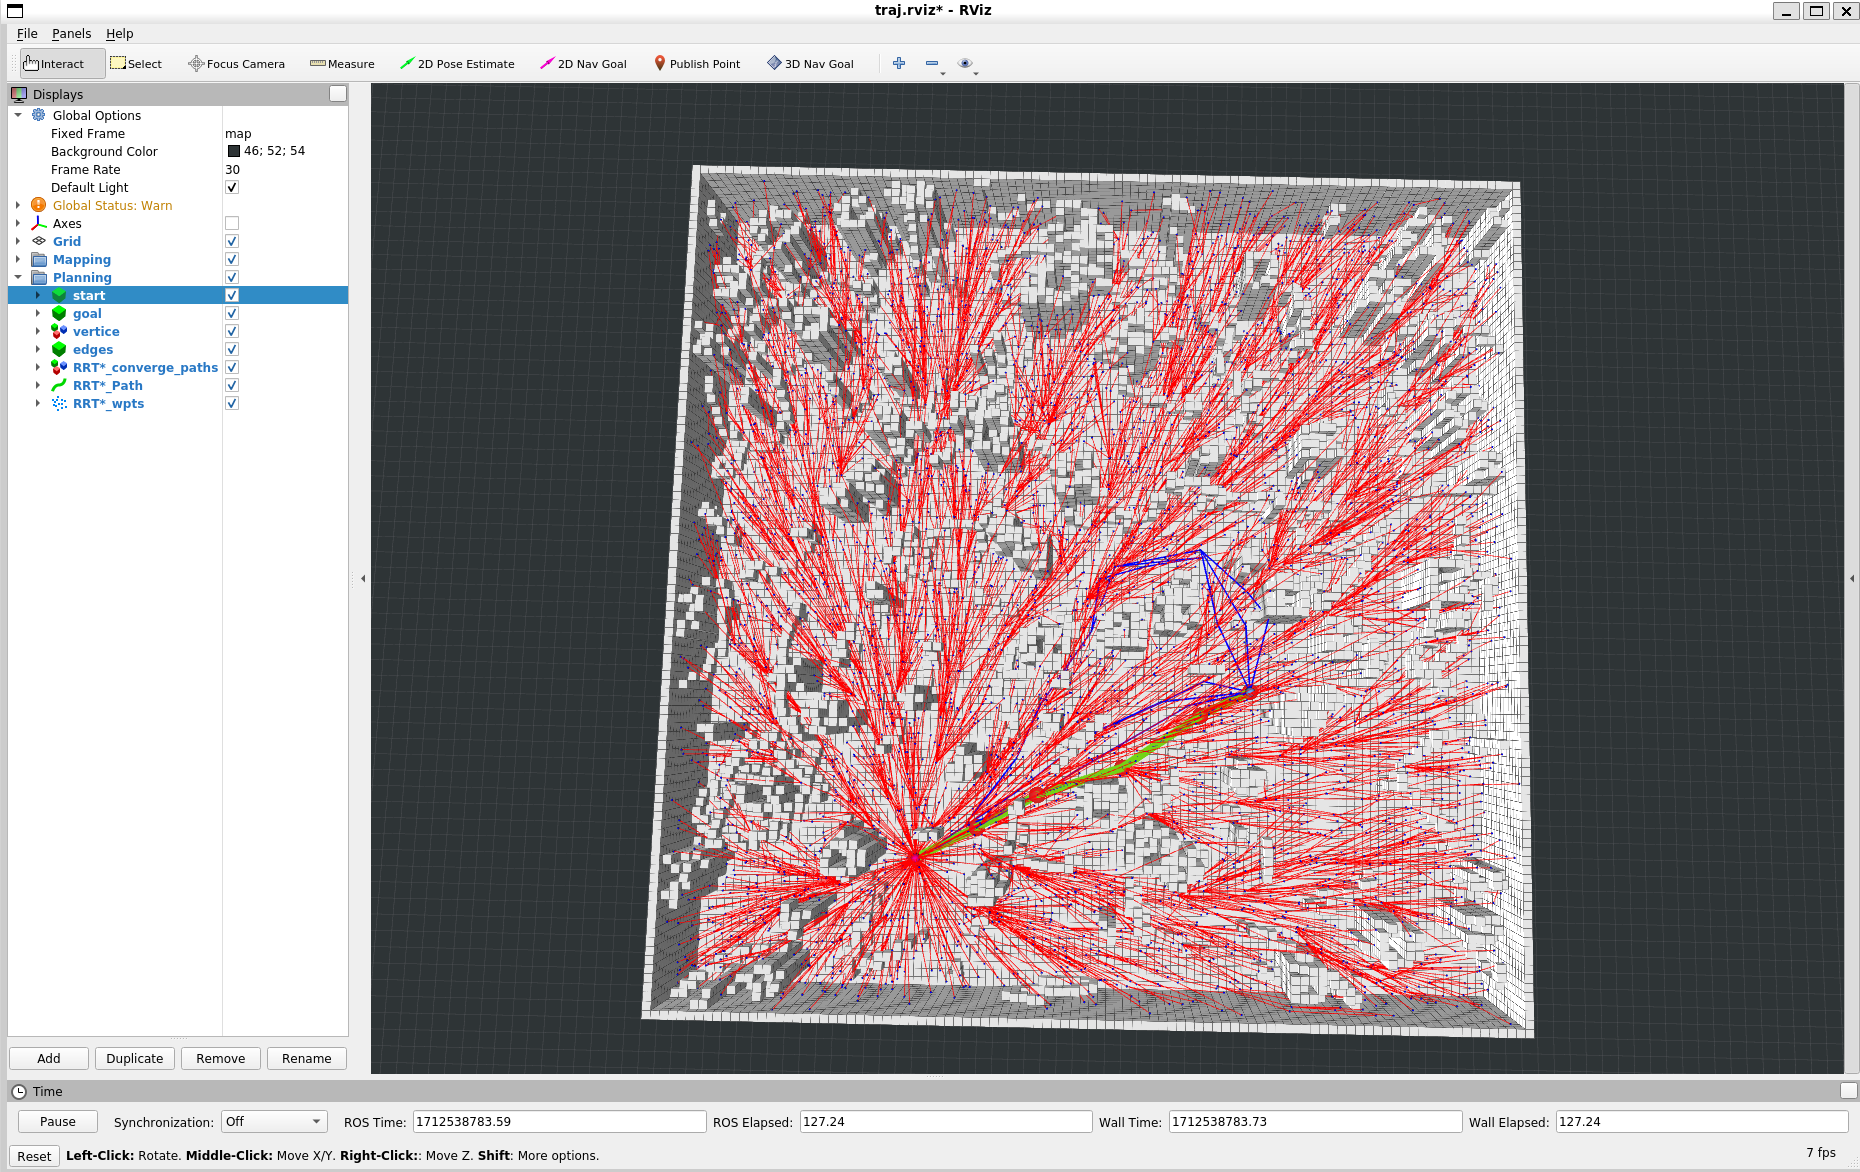 traj.rviz* - RViz
File Panels Help
Interact Select Focus Camera Measure 2D Pose Estimate 2D Nav Goal Publish Point 3D Nav Goal
Displays
Global Options
Fixed Frame map
Background Color 46; 52; 54
Frame Rate 30
Default Light
Global Status: Warn
Axes
Grid
Mapping
Planning
start
goal
vertice
edges
RRT*_converge_paths
RRT*_Path
RRT*_wpts
Add Duplicate Remove Rename
Time
Pause Synchronization: Off ROS Time: 1712538783.59 ROS Elapsed: 127.24 Wall Time: 1712538783.73 Wall Elapsed: 127.24
Reset Left-Click: Rotate. Middle-Click: Move X/Y. Right-Click:: Move Z. Shift: More options. 7 fps